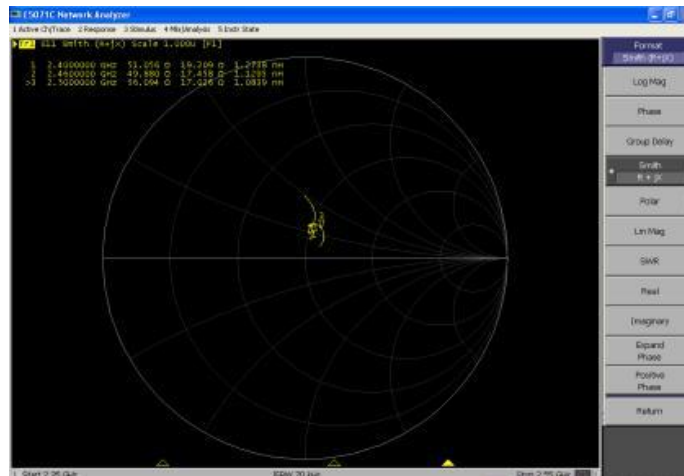 E5071C Network Analyzer
1 Active Ch/Trace 2 Response 3 Stimulus 4 Mkr/Analysis 5 Instr State
Tr1 S11 Smith (R+jX) Scale 1.000U [F1]
1 2.4000000 GHz 51.056 Ω 19.209 Ω 1.2738 nH
2 2.4600000 GHz 49.880 Ω 17.458 Ω 1.1295 nH
>3 2.5000000 GHz 56.094 Ω 17.026 Ω 1.0839 nH
Format
Smith (R+jX)
Log Mag
Phase
Group Delay
Smith
R + jX
Polar
Lin Mag
SWR
Real
Imaginary
Expand
Phase
Positive
Phase
Return
1 Start 2.25 GHz
IFBW 70 kHz
Stop 2.55 GHz